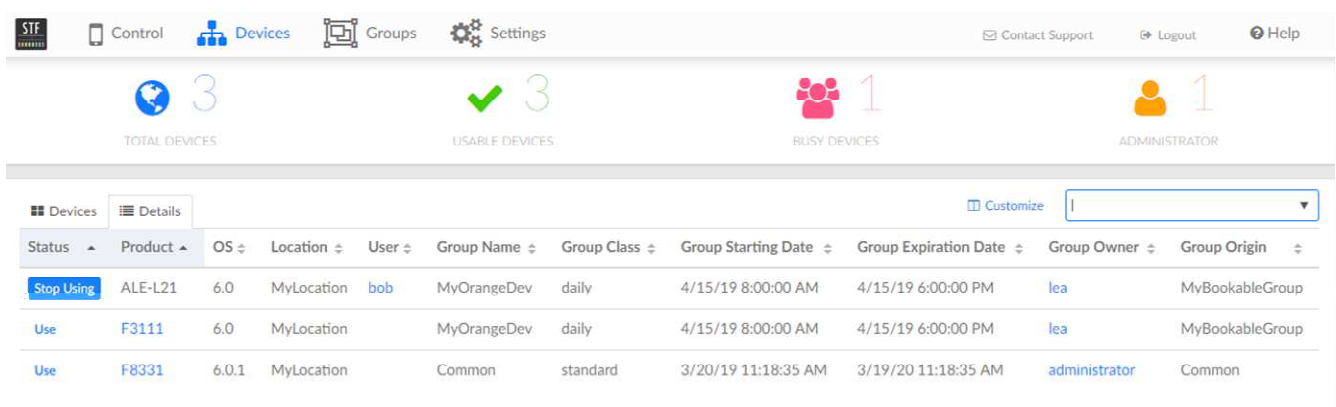 STF Control Devices Groups Settings Contact Support Logout Help
3 3 1 1
TOTAL DEVICES USABLE DEVICES BUSY DEVICES ADMINISTRATOR
Devices Details Customize
Status Product OS Location User Group Name Group Class Group Starting Date Group Expiration Date Group Owner Group Origin
Stop Using ALE-L21 6.0 MyLocation bob MyOrangeDev daily 4/15/19 8:00:00 AM 4/15/19 6:00:00 PM lea MyBookableGroup
Use F3111 6.0 MyLocation MyOrangeDev daily 4/15/19 8:00:00 AM 4/15/19 6:00:00 PM lea MyBookableGroup
Use F8331 6.0.1 MyLocation Common standard 3/20/19 11:18:35 AM 3/19/20 11:18:35 AM administrator Common